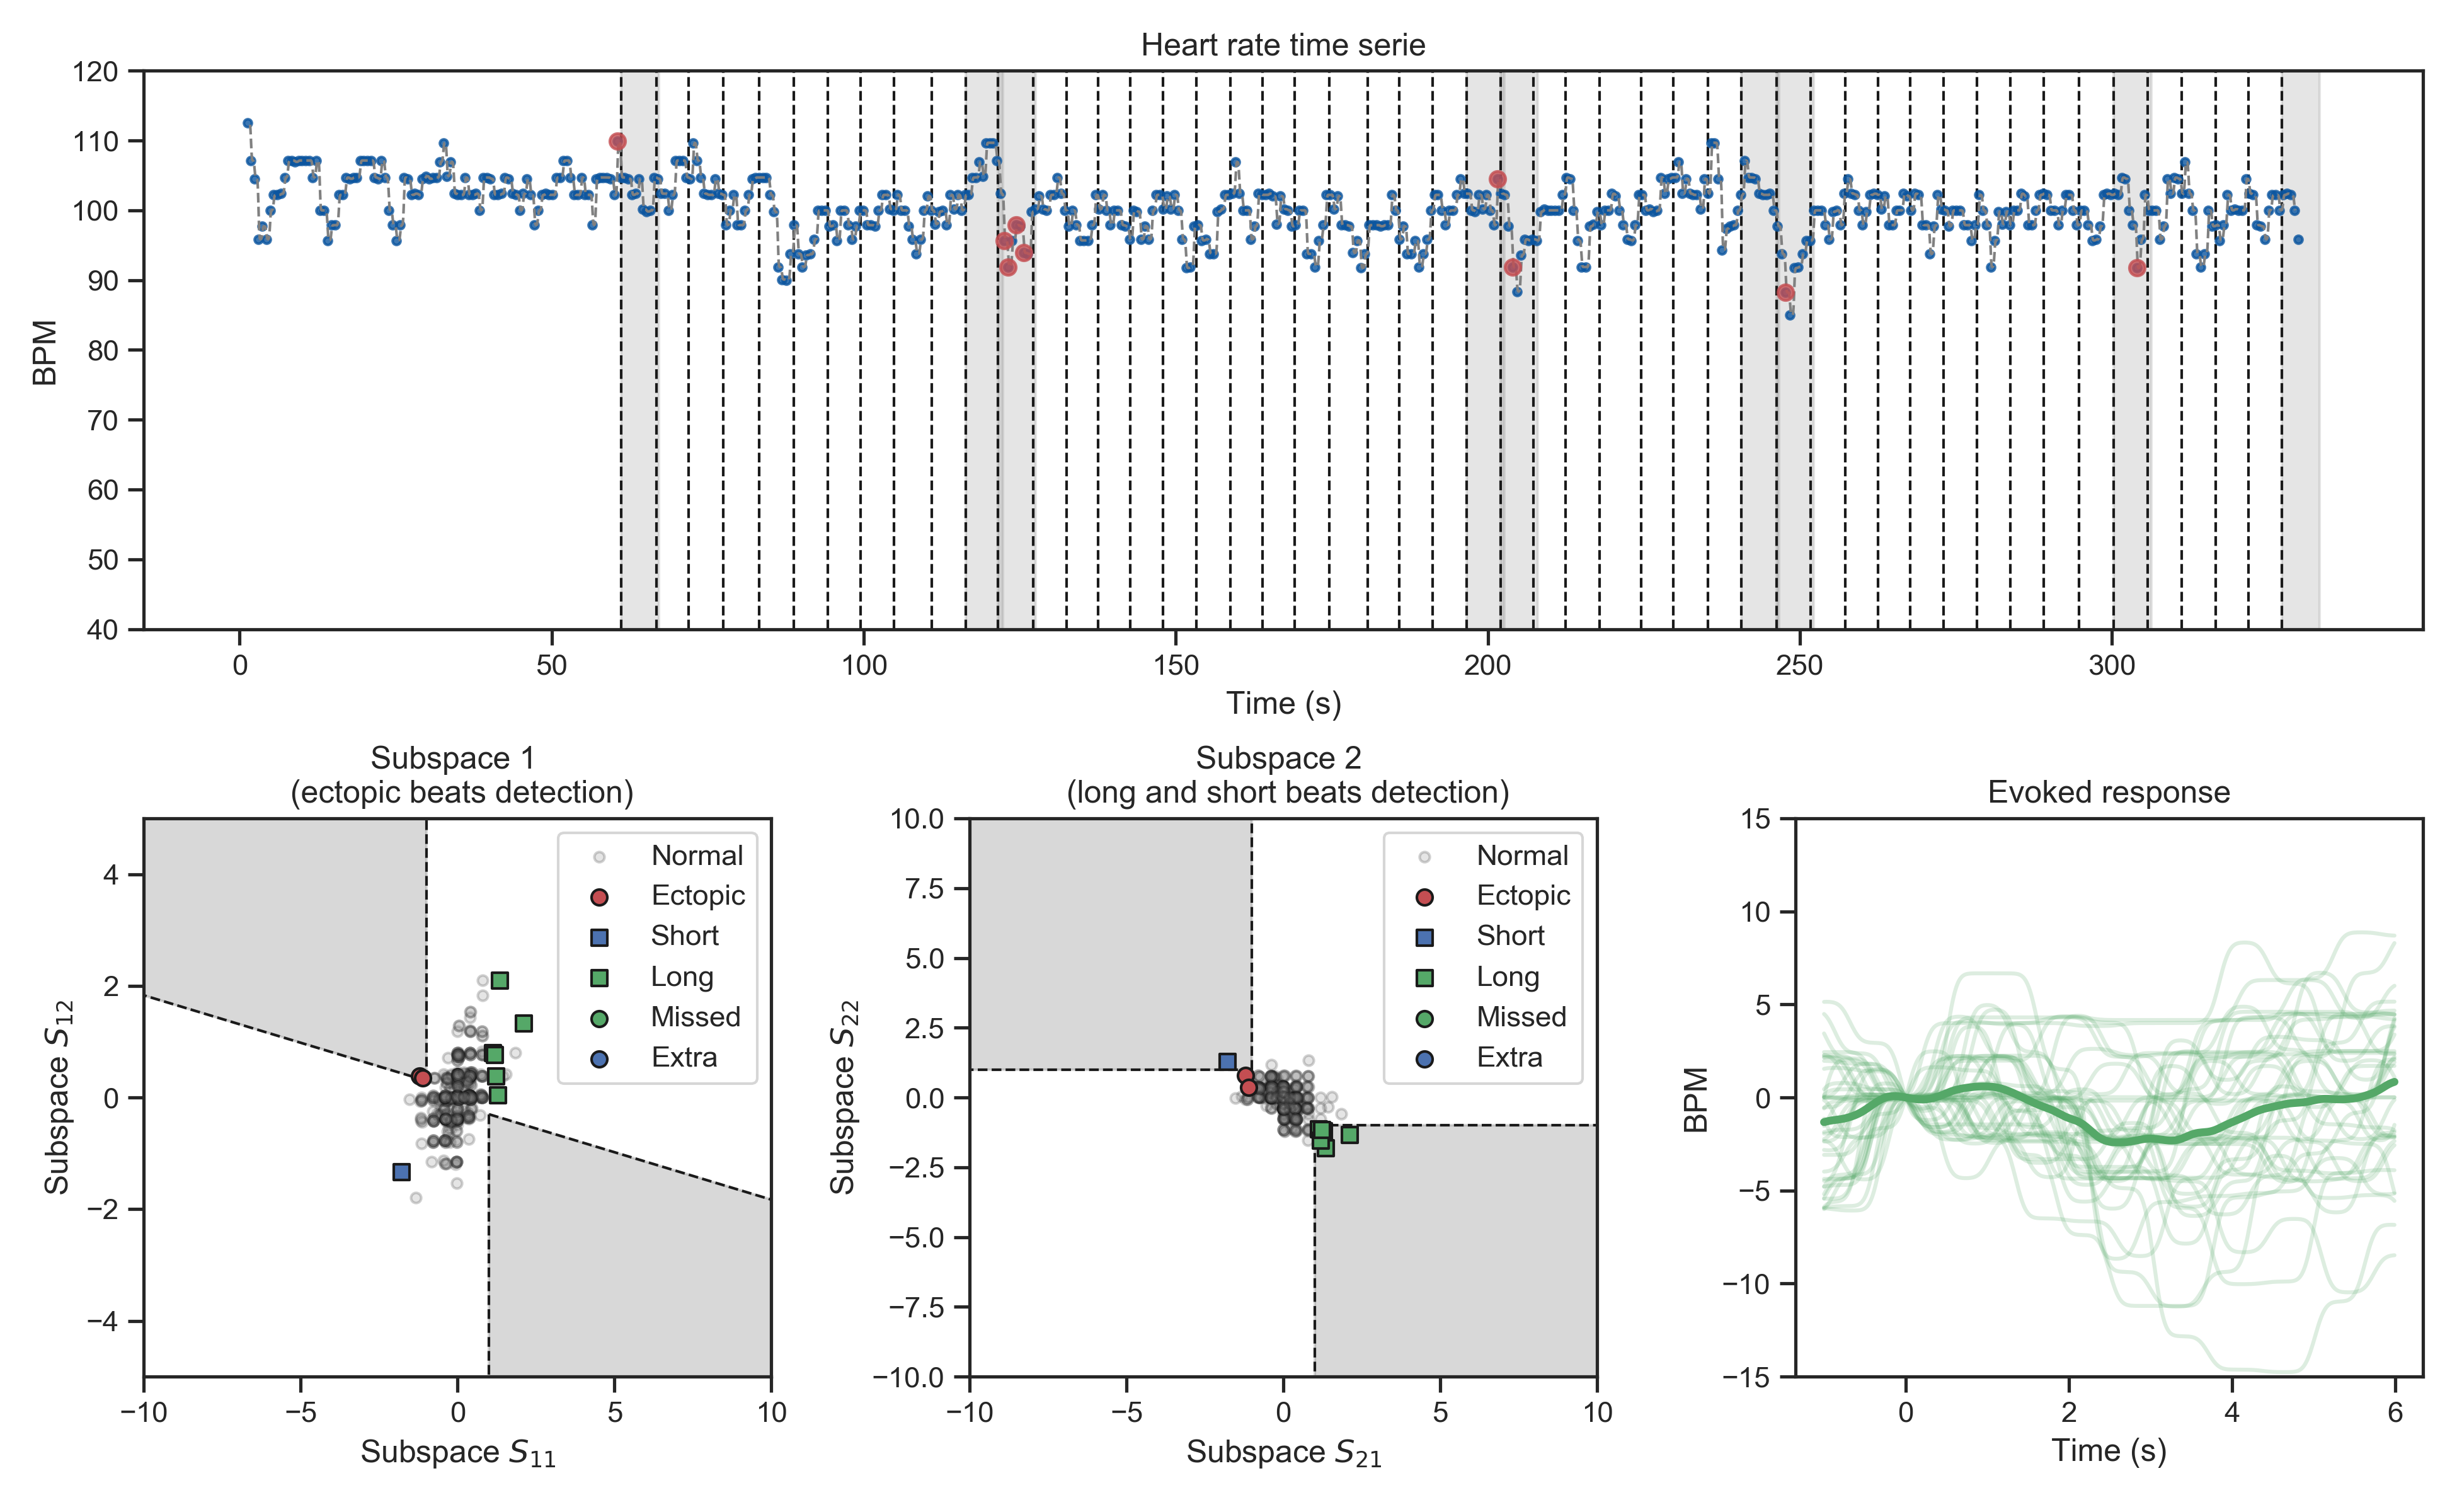 Heart rate time serie
120
110
100
90
80
70
60
50
40
BPM
0 50 100 150 200 250 300
Time (s)
Subspace 1
(ectopic beats detection)
4
2
0
−2
−4
Subspace S12
Normal
Ectopic
Short
Long
Missed
Extra
−10 −5 0 5 10
Subspace S11
Subspace 2
(long and short beats detection)
10.0
7.5
5.0
2.5
0.0
−2.5
−5.0
−7.5
−10.0
Subspace S22
Normal
Ectopic
Short
Long
Missed
Extra
−10 −5 0 5 10
Subspace S21
Evoked response
15
10
5
0
−5
−10
−15
BPM
0 2 4 6
Time (s)